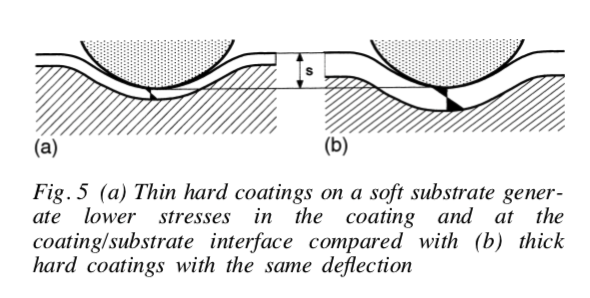 s
(a)
(b)
Fig. 5 (a) Thin hard coatings on a soft substrate gener-
ate lower stresses in the coating and at the
coating/substrate interface compared with (b) thick
hard coatings with the same deflection